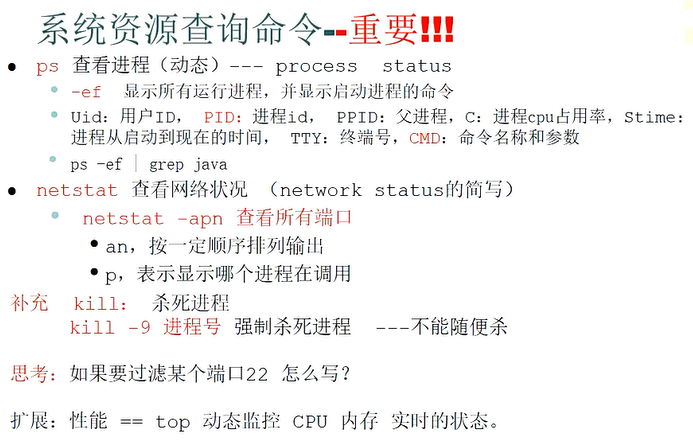 系统资源查询命令--重要!!!
● ps 查看进程（动态）--- process status
• -ef 显示所有运行进程，并显示启动进程的命令
• Uid：用户ID， PID：进程id， PPID：父进程，C：进程cpu占用率，Stime：
进程从启动到现在的时间， TTY：终端号，CMD：命令名称和参数
• ps -ef | grep java
● netstat 查看网络状况 （network status的简写）
• netstat -apn 查看所有端口
• an，按一定顺序排列输出
• p，表示显示哪个进程在调用
补充 kill： 杀死进程
kill -9 进程号 强制杀死进程 ---不能随便杀
思考：如果要过滤某个端口22 怎么写？
扩展：性能 == top 动态监控 CPU 内存 实时的状态。